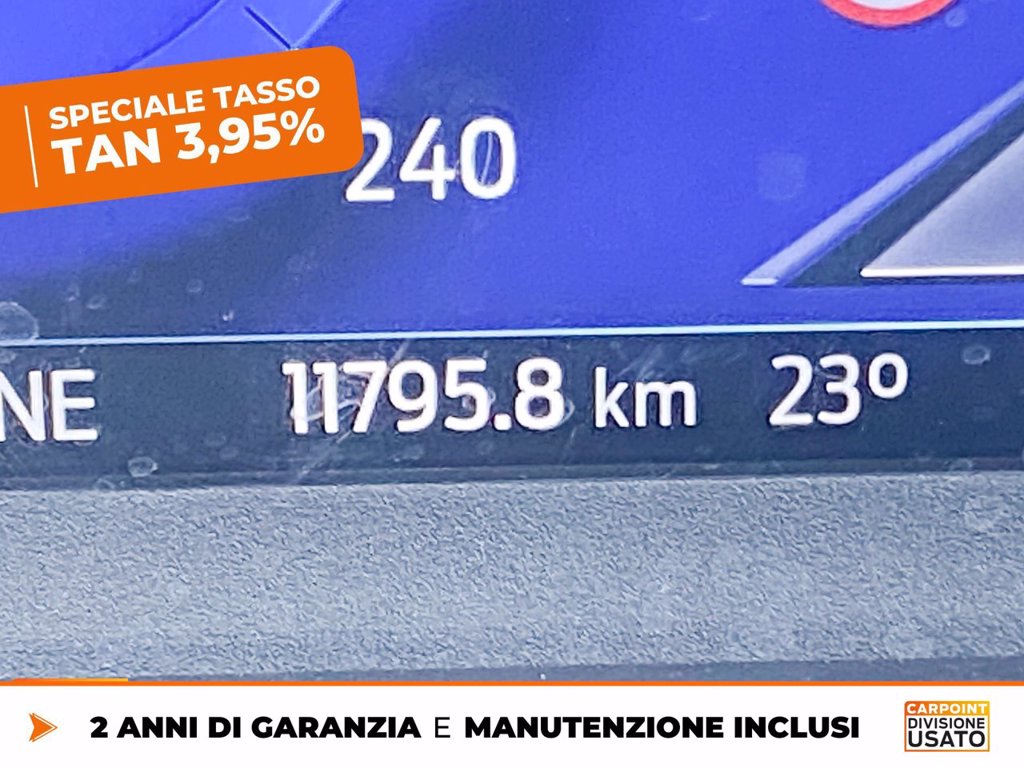 SPECIALE TASSO
TAN 3,95%
240
NE 11795.8 km 23º
2 ANNI DI GARANZIA E MANUTENZIONE INCLUSI
CARPOINT
DIVISIONE
USATO